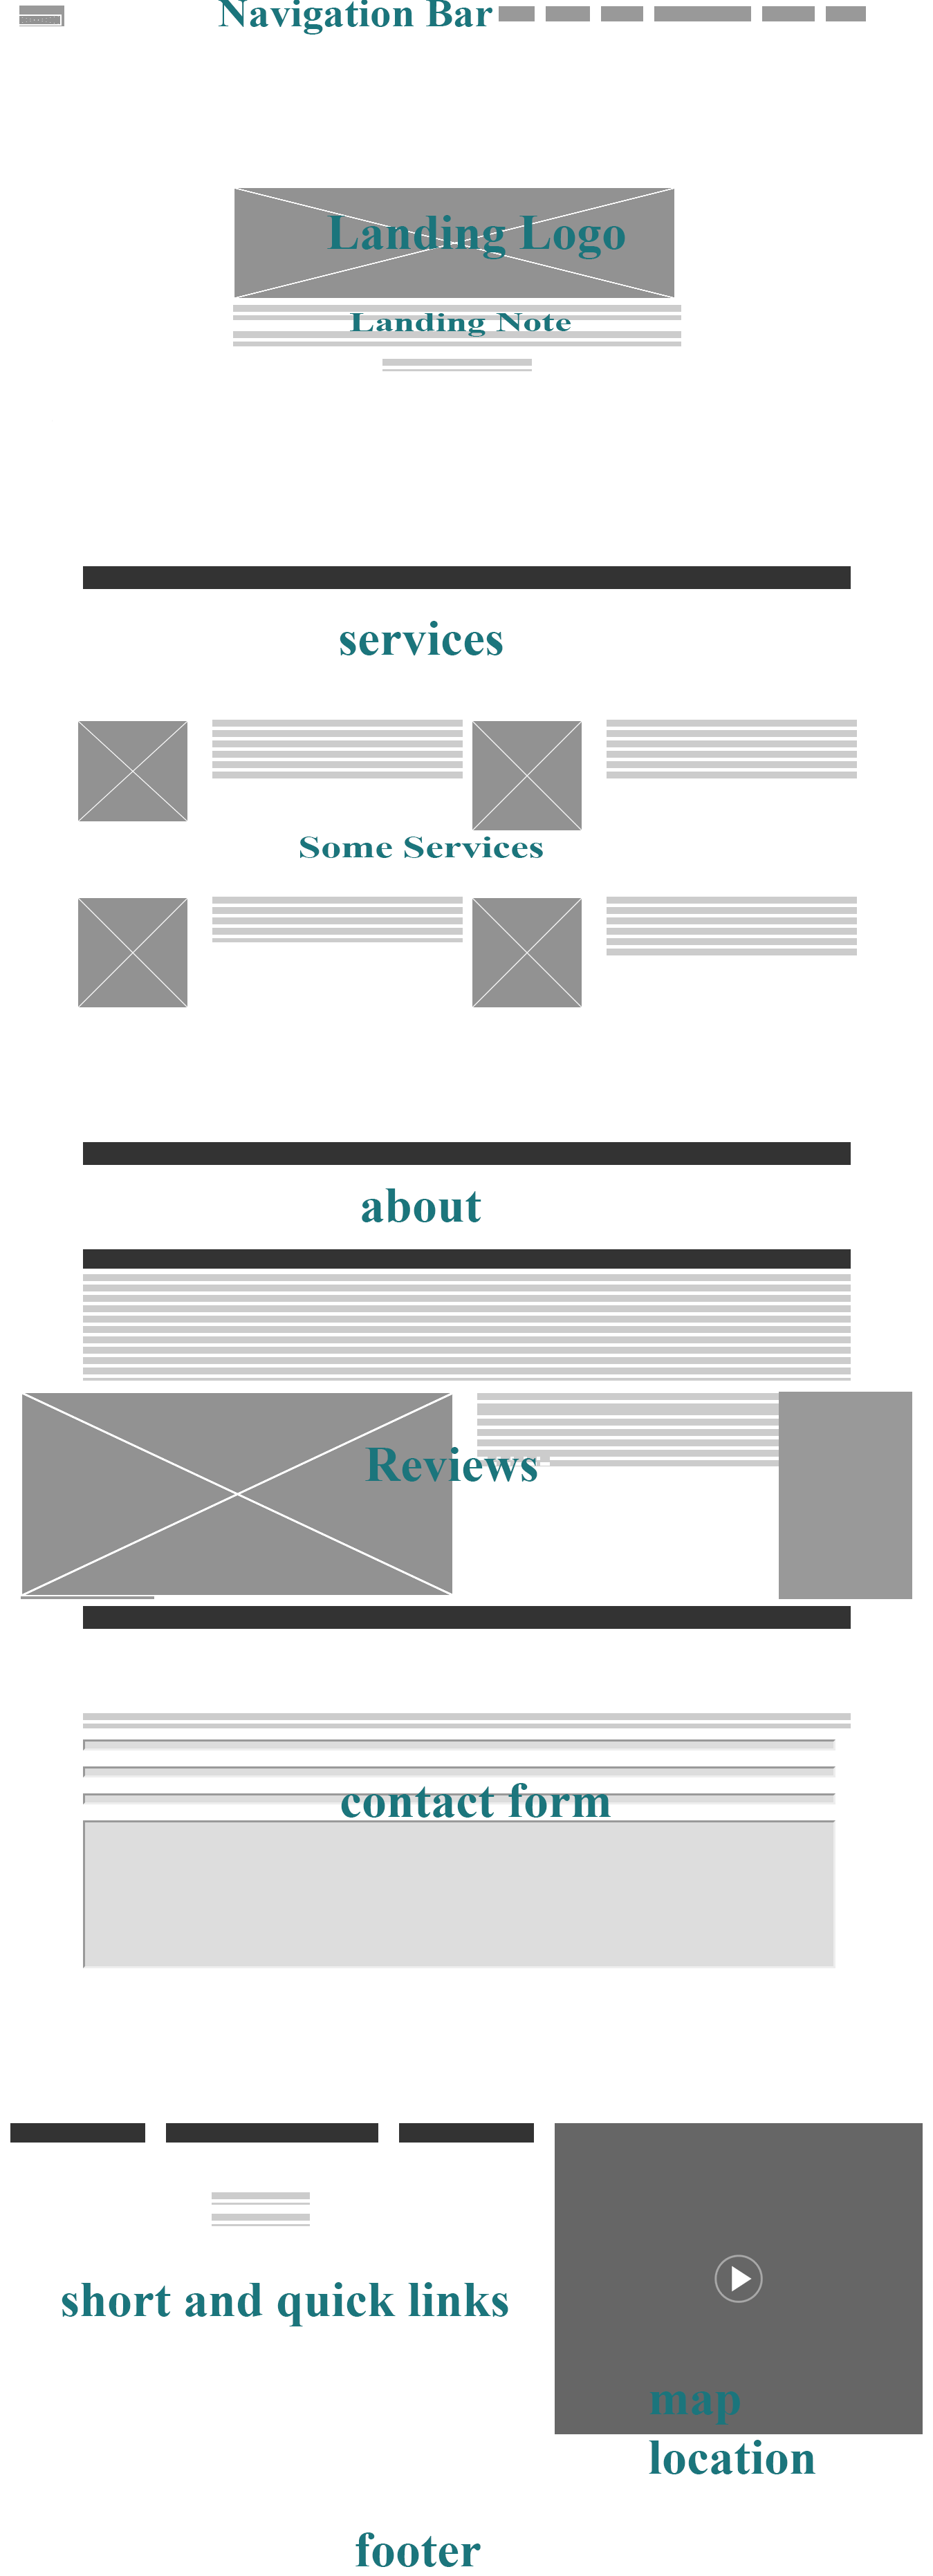 Navigation Bar
Landing Logo
Landing Note
services
Some Services
about
Reviews
contact form
short and quick links
map
location
footer